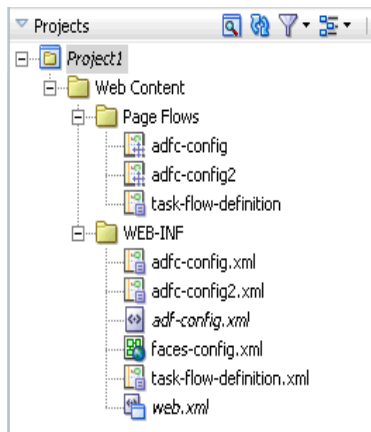 Projects
Project1
Web Content
Page Flows
adfc-config
adfc-config2
task-flow-definition
WEB-INF
adfc-config.xml
adfc-config2.xml
adf-config.xml
faces-config.xml
task-flow-definition.xml
web.xml